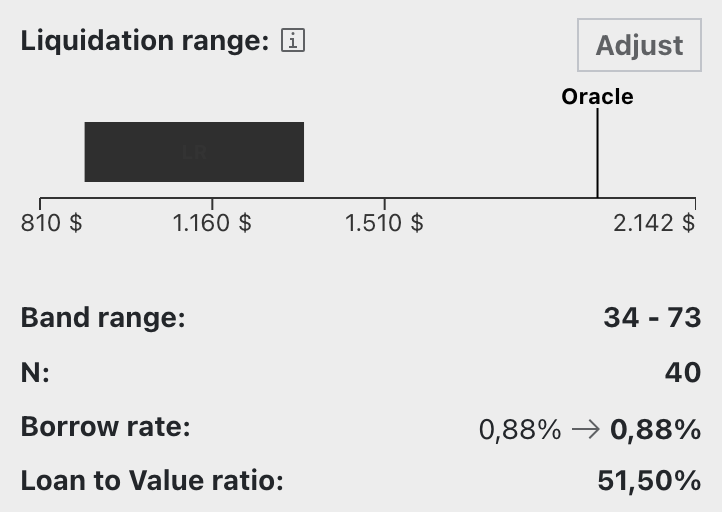 Liquidation range: i
Adjust
Oracle
LR
810 $ 1.160 $ 1.510 $ 2.142 $
Band range: 34 - 73
N: 40
Borrow rate: 0,88% → 0,88%
Loan to Value ratio: 51,50%